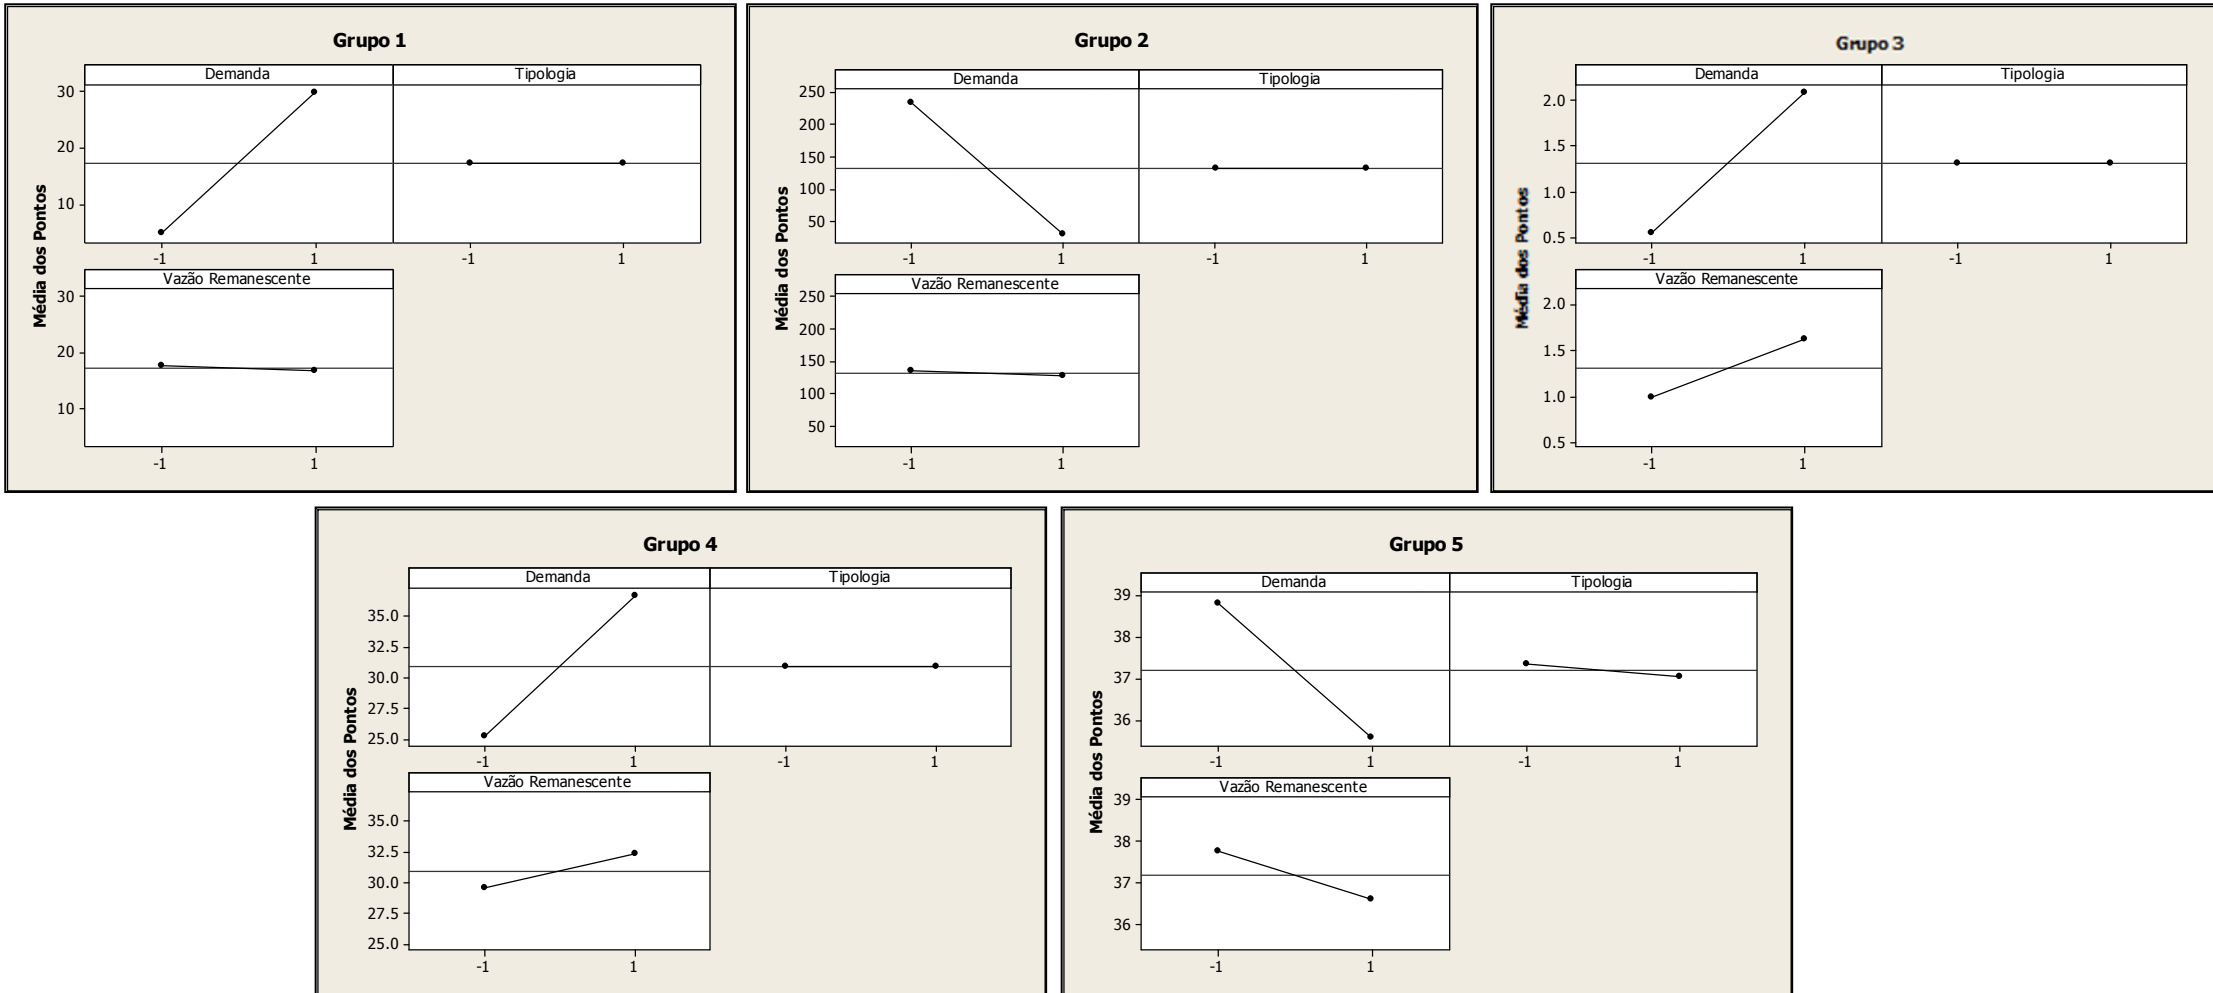 Grupo 1
Demanda
Tipologia
30
20
10
-1
1
-1
1
Vazão Remanescente
30
20
10
-1
1
Média dos Pontos
Grupo 2
Demanda
Tipologia
250
200
150
100
50
-1
1
-1
1
Vazão Remanescente
250
200
150
100
50
-1
1
Média dos Pontos
Grupo 3
Demanda
Tipologia
2.0
1.5
1.0
0.5
-1
1
-1
1
Vazão Remanescente
2.0
1.5
1.0
0.5
-1
1
Média dos Pontos
Grupo 4
Demanda
Tipologia
35.0
32.5
30.0
27.5
25.0
-1
1
-1
1
Vazão Remanescente
35.0
32.5
30.0
27.5
25.0
-1
1
Média dos Pontos
Grupo 5
Demanda
Tipologia
39
38
37
36
-1
1
-1
1
Vazão Remanescente
39
38
37
36
-1
1
Média dos Pontos